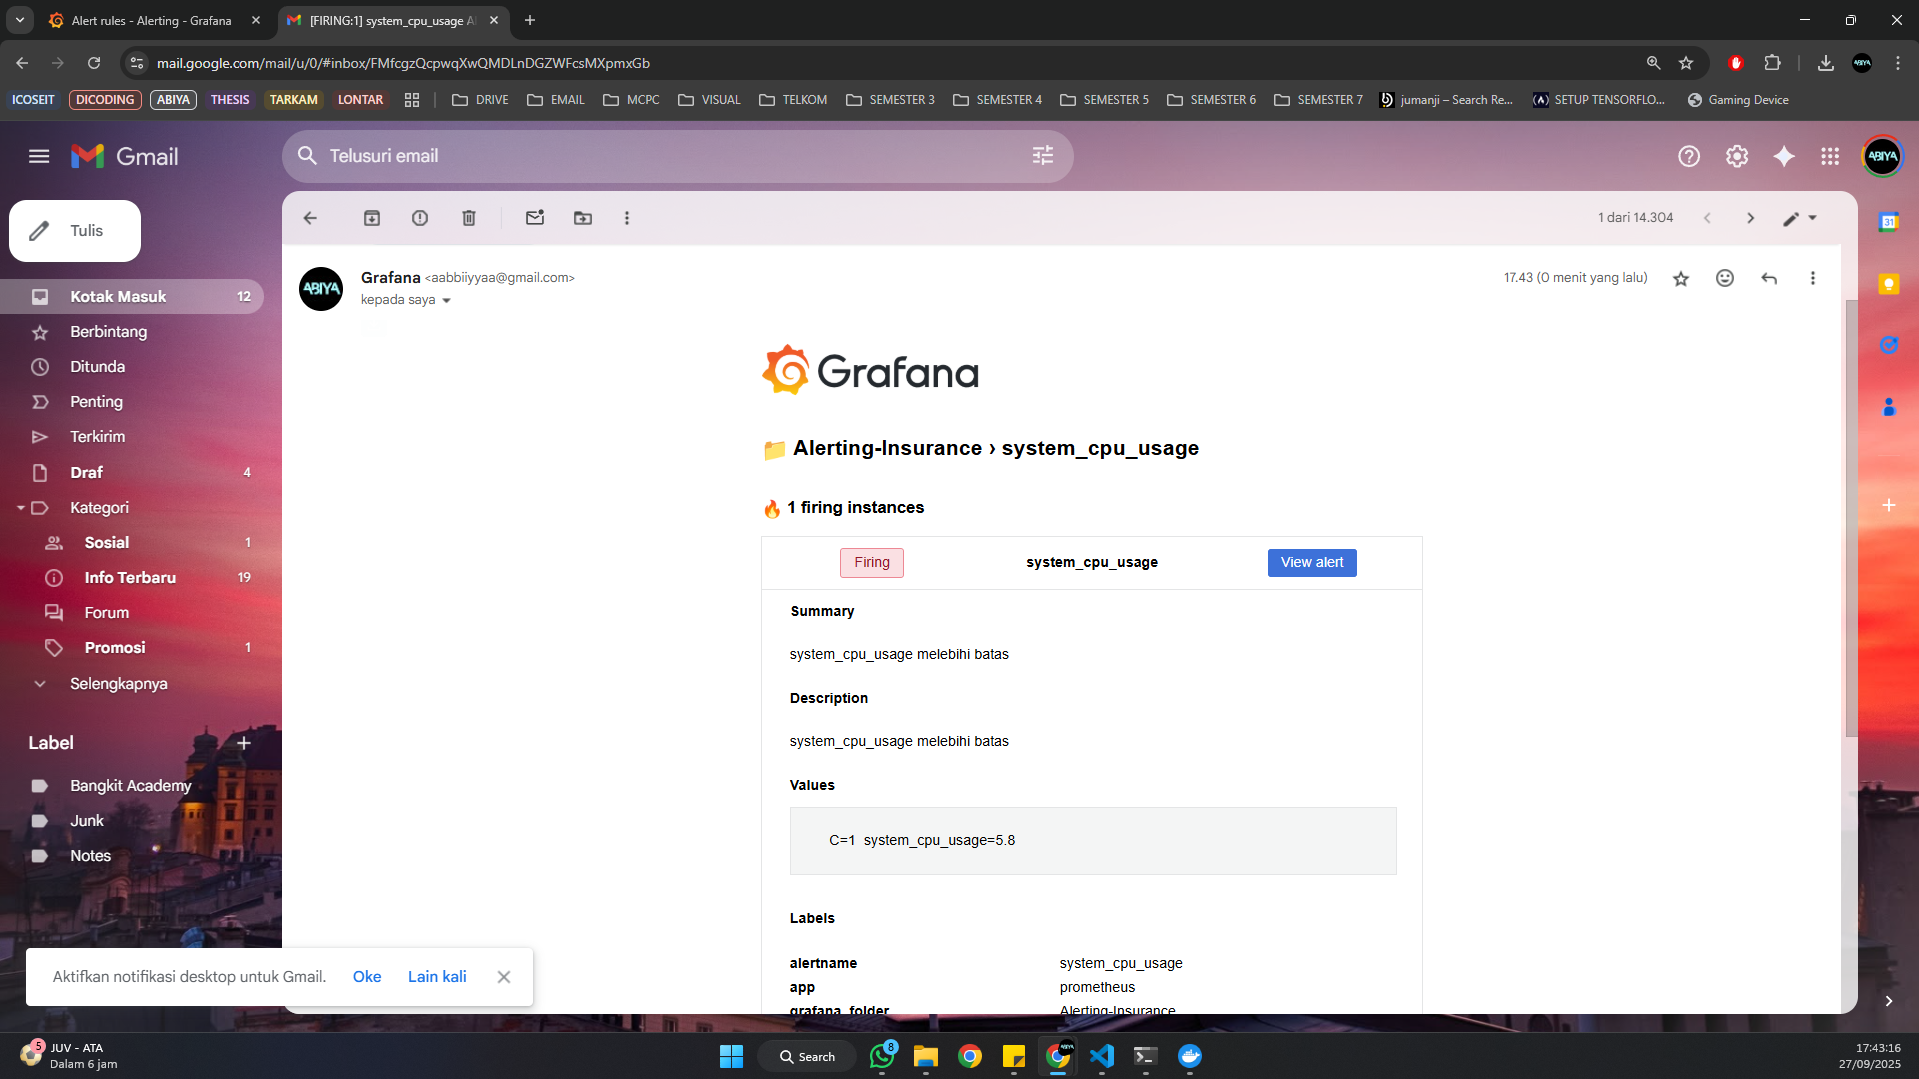 Alert rules - Alerting - Grafana
[FIRING:1] system_cpu_usage A
mail.google.com/mail/u/0/#inbox/FMfcgzQcpwqXwQMDLnDGZWFcsMXpmxGb
ICOSEIT DICODING ABIYA THESIS TARKAM LONTAR DRIVE EMAIL MCPC VISUAL TELKOM SEMESTER 3 SEMESTER 4 SEMESTER 5 SEMESTER 6 SEMESTER 7 jumanji – Search Re... SETUP TENSORFLO... Gaming Device
Gmail
Telusuri email
ABIYA
Tulis
1 dari 14.304
Kotak Masuk 12
Berbintang
Ditunda
Penting
Terkirim
Draf 4
Kategori
Sosial 1
Info Terbaru 19
Forum
Promosi 1
Selengkapnya
Label
Bangkit Academy
Junk
Notes
ABIYA
Grafana <aabbiiyyaa@gmail.com>
17.43 (0 menit yang lalu)
kepada saya
Grafana
Alerting-Insurance › system_cpu_usage
1 firing instances
Firing system_cpu_usage View alert
Summary
system_cpu_usage melebihi batas
Description
system_cpu_usage melebihi batas
Values
C=1 system_cpu_usage=5.8
Labels
alertname system_cpu_usage
app prometheus
grafana_folder Alerting-Insurance
31
Aktifkan notifikasi desktop untuk Gmail. Oke Lain kali
5
JUV - ATA
Dalam 6 jam
Search
8
17:43:16
27/09/2025